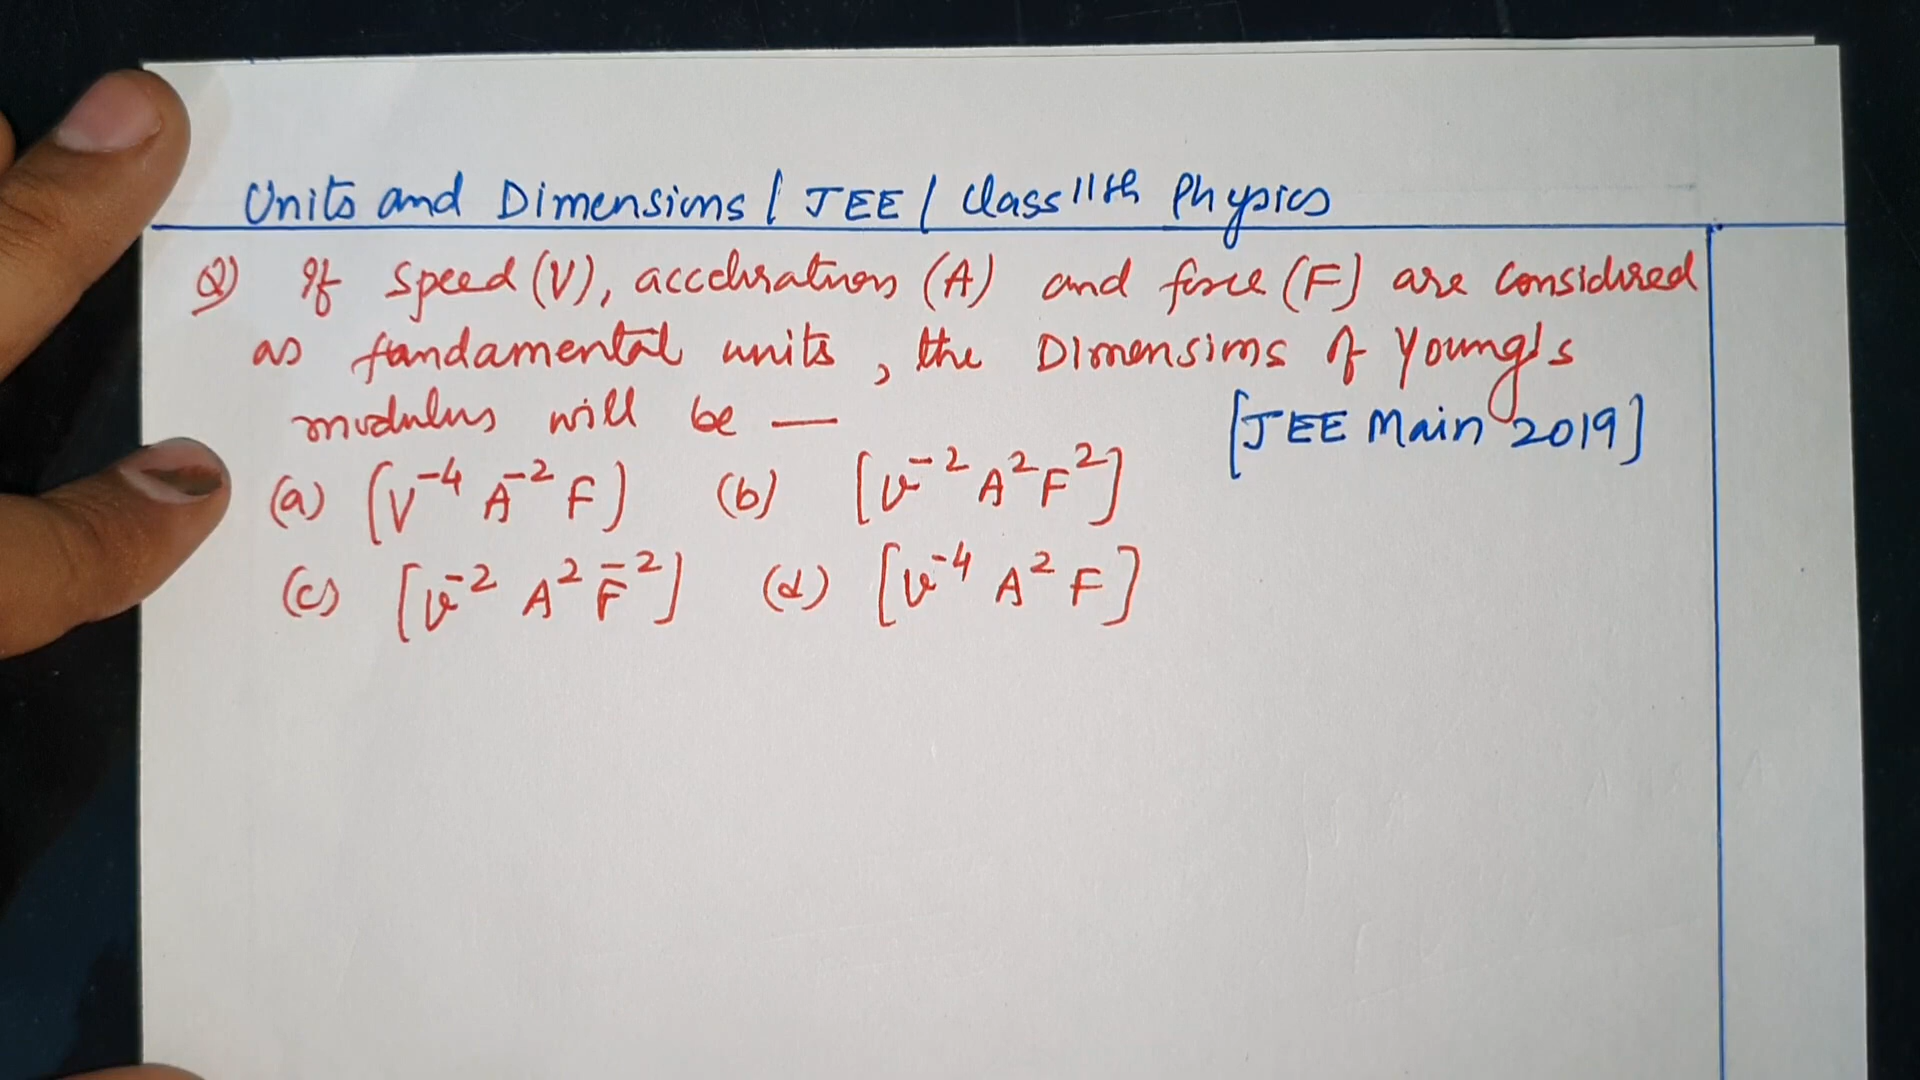 Units and Dimensions / JEE / Class 11th Physics
Q) If speed (V), acceleration (A) and force (F) are considered
as fundamental units, the Dimensions of Young's
modulus will be —
[JEE Main 2019]
(a) [V⁻⁴ A⁻² F] (b) [V⁻² A² F²]
(c) [V⁻² A² F⁻²] (d) [V⁻⁴ A² F]